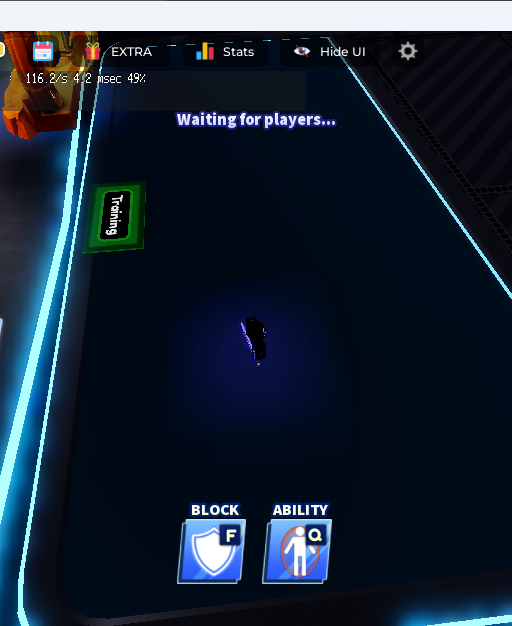 EXTRA
Stats
Hide UI
116.2/s 4.2 msec 49%
Waiting for players...
Training
BLOCK
ABILITY
F
Q